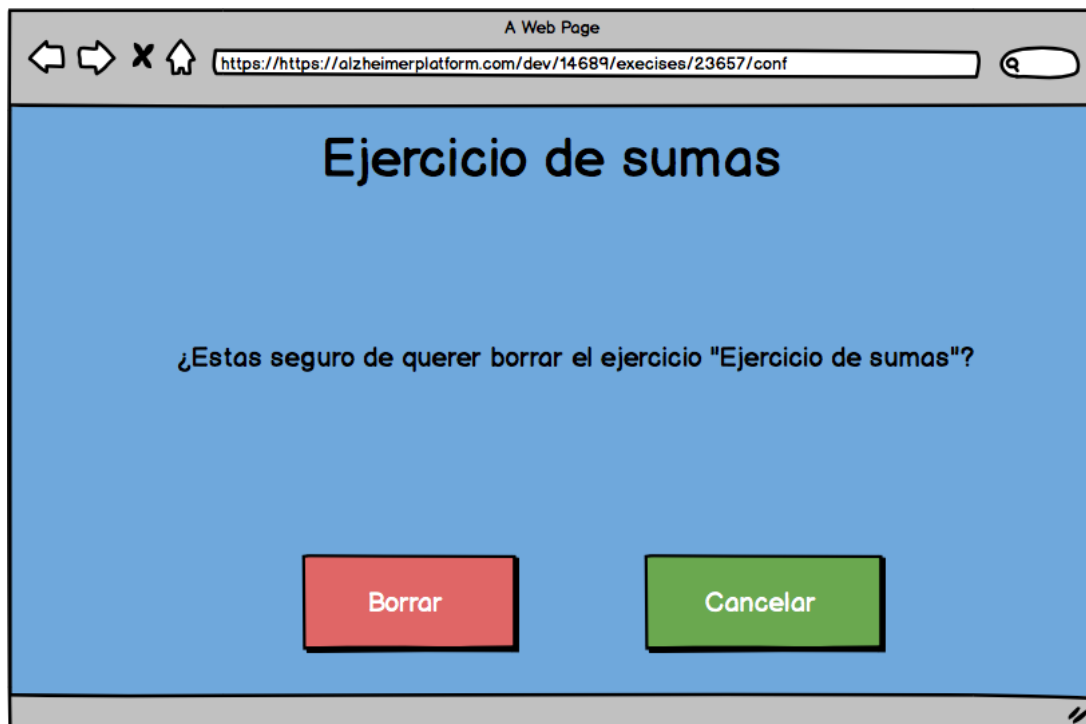 A Web Page
https://https://alzheimerplatform.com/dev/14689/execises/23657/conf
Ejercicio de sumas
¿Estas seguro de querer borrar el ejercicio "Ejercicio de sumas"?
Borrar
Cancelar